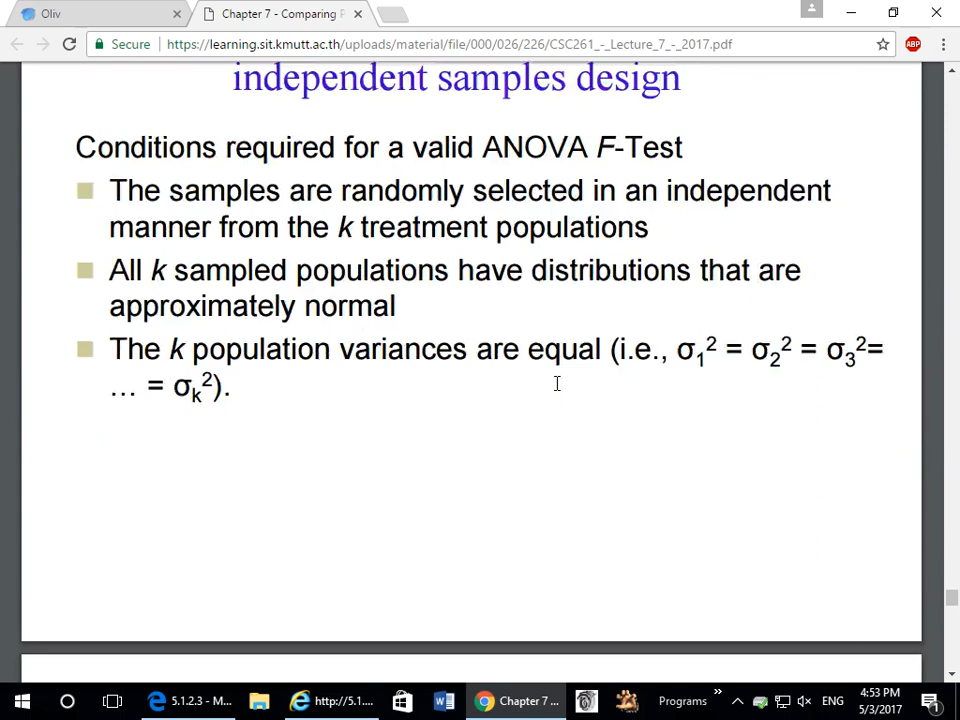 Oliv
Chapter 7 - Comparing P
Secure
https://learning.sit.kmutt.ac.th/uploads/material/file/000/026/226/CSC261_-_Lecture_7_-_2017.pdf
ABP
independent samples design
Conditions required for a valid ANOVA F-Test
The samples are randomly selected in an independent
manner from the k treatment populations
All k sampled populations have distributions that are
approximately normal
The k population variances are equal (i.e., σ₁² = σ₂² = σ₃²=
… = σₖ²).
5.1.2.3 - M...
http://5.1....
Chapter 7 ...
Programs
»
ENG
4:53 PM
5/3/2017
1